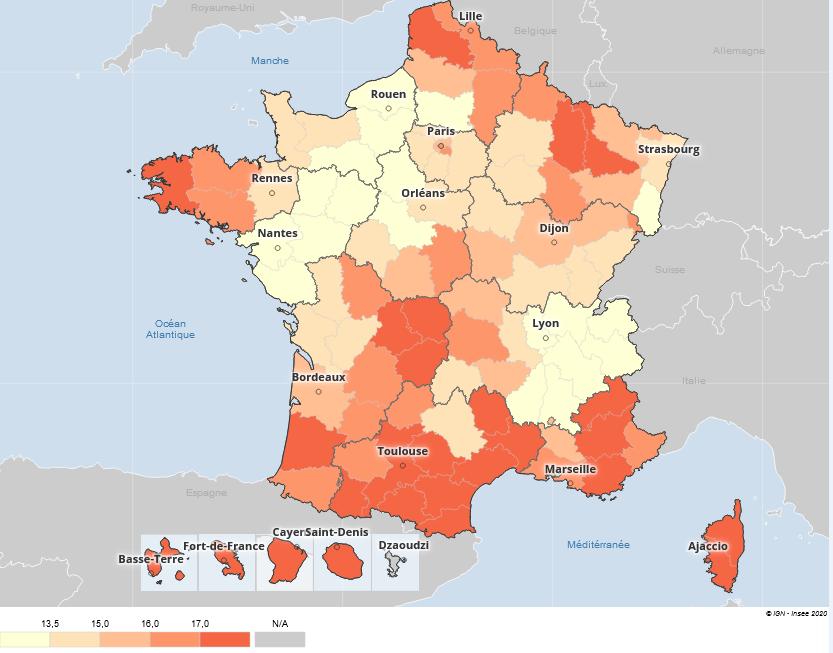 Royaume-Uni
Lille
Belgique
Allemagne
Manche
Lux
Rouen
Paris
Strasbourg
Rennes
Orléans
Nantes
Dijon
Suisse
Océan
Atlantique
Lyon
Bordeaux
Italie
Toulouse
Marseille
Espagne
Cayen
Saint-Denis
Fort-de-France
Dzaoudzi
Méditérranée
Ajaccio
Basse-Terre
© IGN - Insee 2020
13,5 15,0 16,0 17,0 N/A